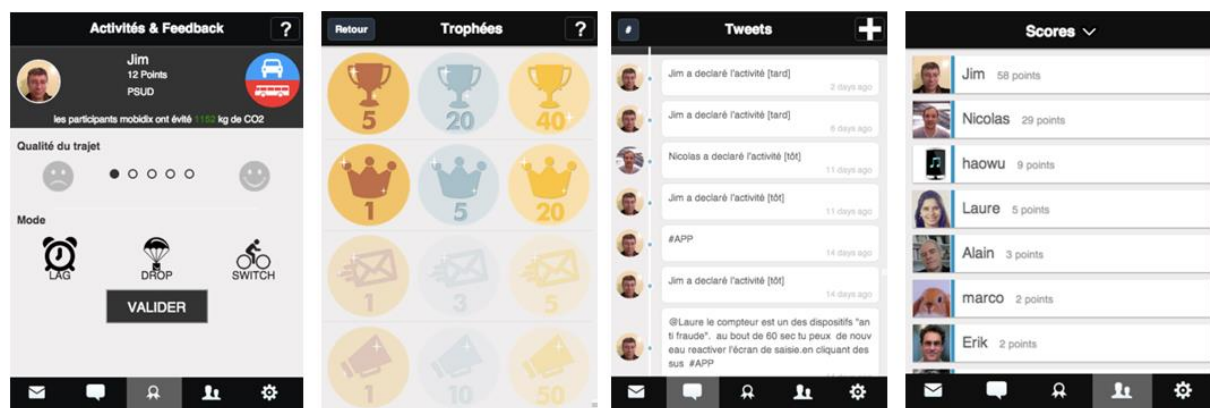 Activités & Feedback
?
Jim
12 Points
PSUD
les participants mobidix ont évité 1152 kg de CO2
Qualité du trajet
Mode
LAG
DROP
SWITCH
VALIDER
Retour
Trophées
?
5
20
40
1
5
20
1
3
5
1
10
50
#
Tweets
Jim a declaré l'activité [tard]
2 days ago
Jim a declaré l'activité [tard]
6 days ago
Nicolas a declaré l'activité [tôt]
11 days ago
Jim a declaré l'activité [tôt]
11 days ago
#APP
14 days ago
Jim a declaré l'activité [tôt]
14 days ago
@Laure le compteur est un des dispositifs "an
ti fraude". au bout de 60 sec tu peux de nouv
eau reactiver l'écran de saisie.en cliquant des
sus #APP
Scores
Jim 58 points
Nicolas 29 points
haowu 9 points
Laure 5 points
Alain 3 points
marco 2 points
Erik 2 points